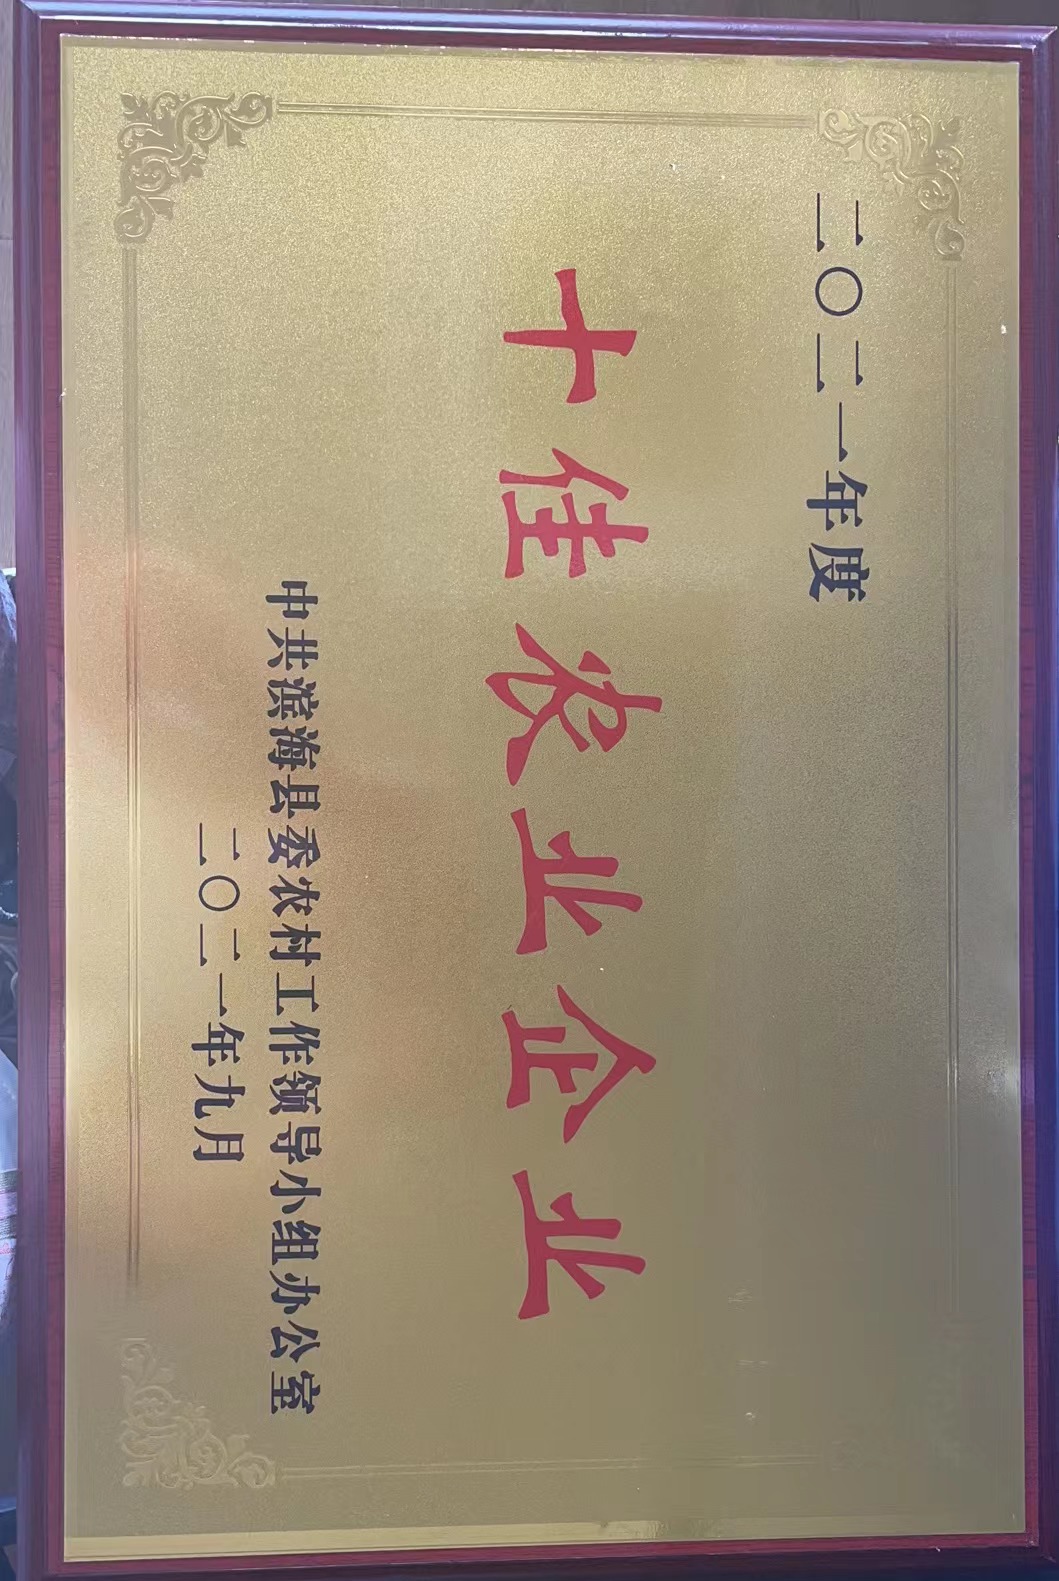 二〇二一年度
十佳农业企业
中共滨海县委农村工作领导小组办公室
二〇二一年九月